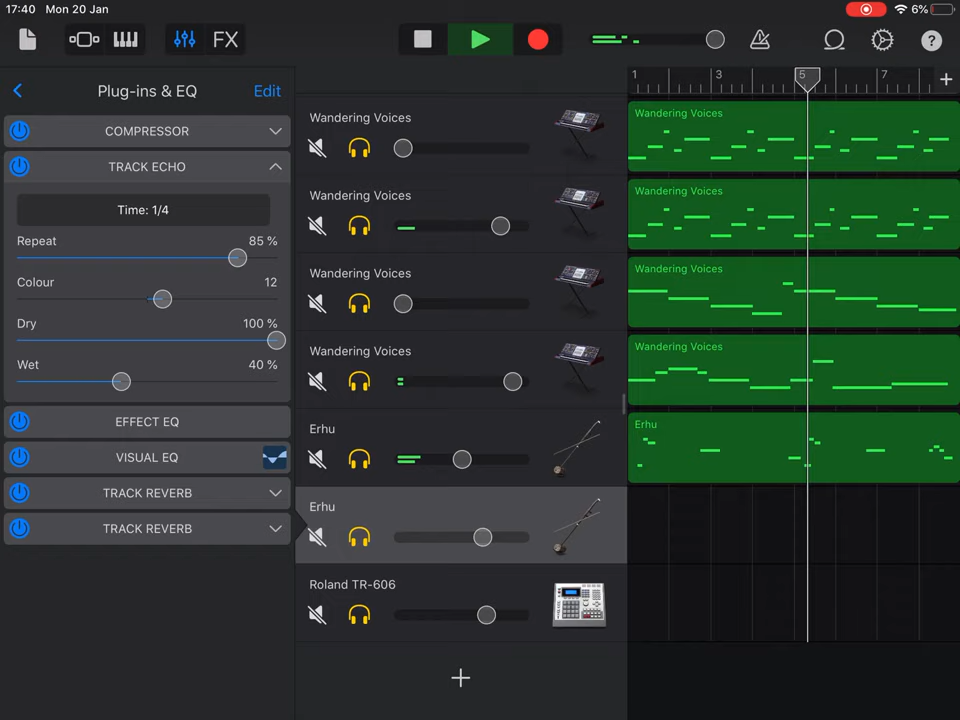 17:40 Mon 20 Jan
6%
FX
?
Plug-ins & EQ
Edit
COMPRESSOR
TRACK ECHO
Time: 1/4
Repeat
85 %
Colour
12
Dry
100 %
Wet
40 %
EFFECT EQ
VISUAL EQ
TRACK REVERB
TRACK REVERB
Wandering Voices
Wandering Voices
Wandering Voices
Wandering Voices
Erhu
Erhu
Roland TR-606
+
1
3
5
7
+
Wandering Voices
Wandering Voices
Wandering Voices
Wandering Voices
Erhu